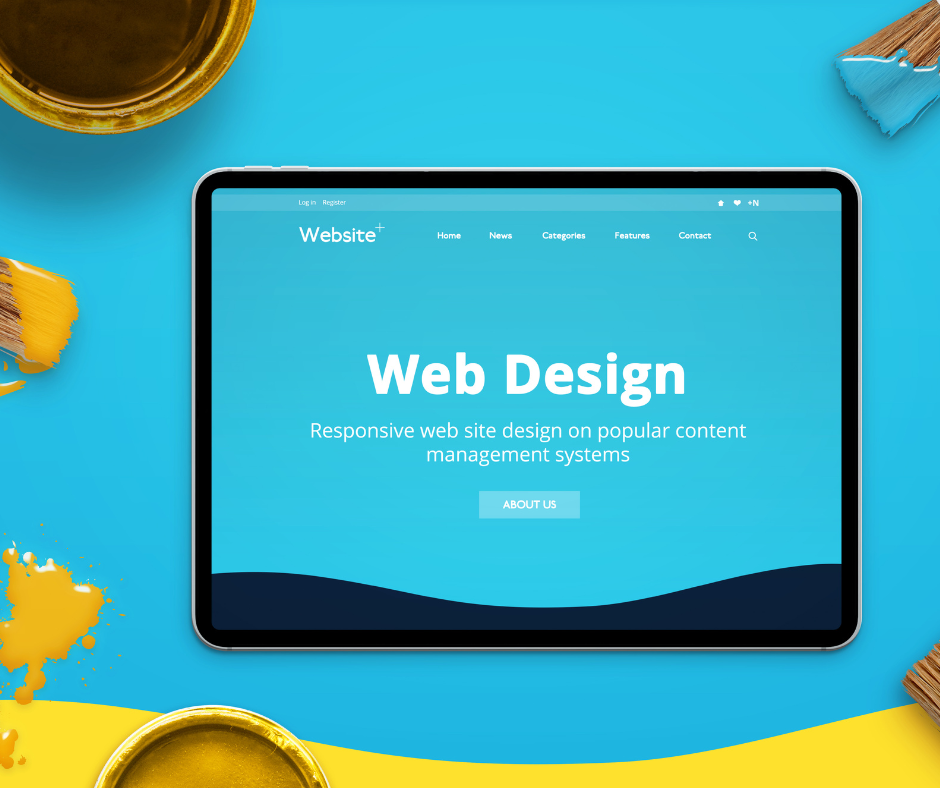 Log in Register +N
Website+
Home News Categories Features Contact
Web Design
Responsive web site design on popular content
management systems
ABOUT US